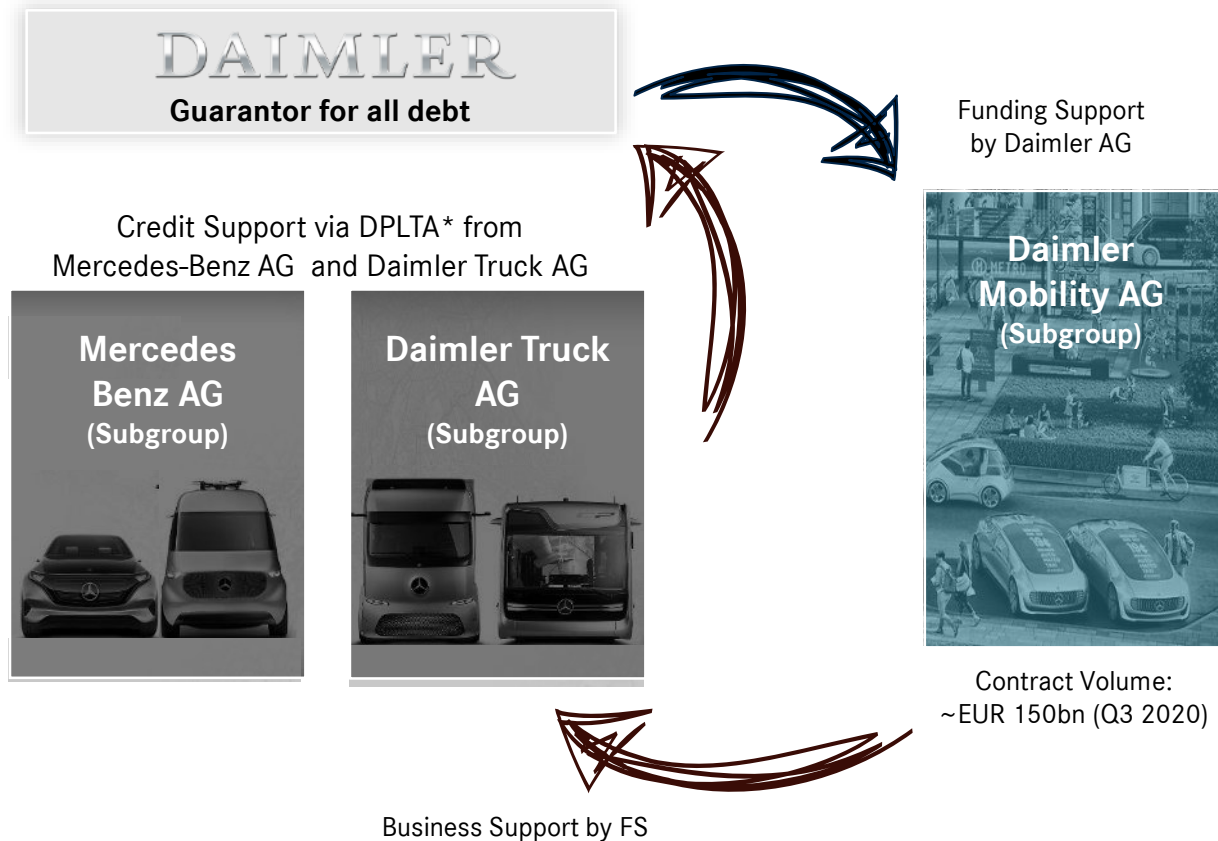 DAIMLER
Guarantor for all debt
Funding Support
by Daimler AG
Credit Support via DPLTA* from
Mercedes-Benz AG and Daimler Truck AG
Mercedes
Benz AG
(Subgroup)
Daimler Truck
AG
(Subgroup)
Daimler
Mobility AG
(Subgroup)
METRO
Contract Volume:
~EUR 150bn (Q3 2020)
Business Support by FS